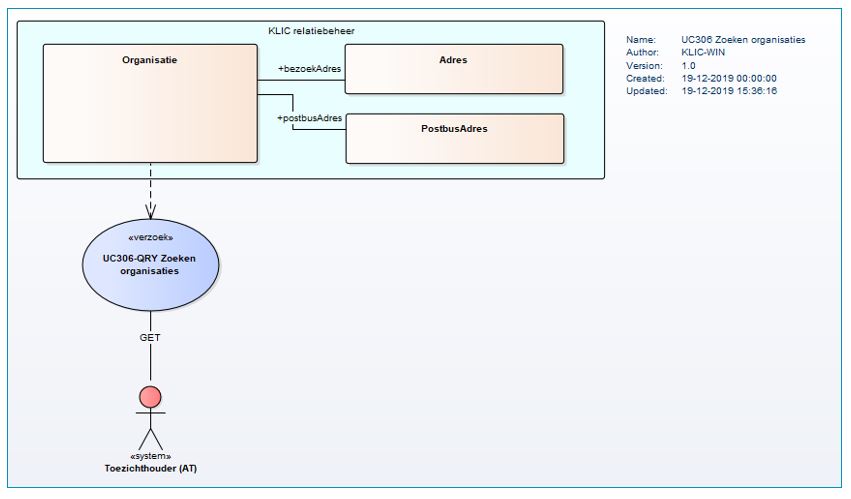 KLIC relatiebeheer
Organisatie
+bezoekAdres
Adres
+postbusAdres
PostbusAdres
Name: UC306 Zoeken organisaties
Author: KLIC-WIN
Version: 1.0
Created: 19-12-2019 00:00:00
Updated: 19-12-2019 15:36:16
«verzoek»
UC306-QRY Zoeken
organisaties
GET
«system»
Toezichthouder (AT)